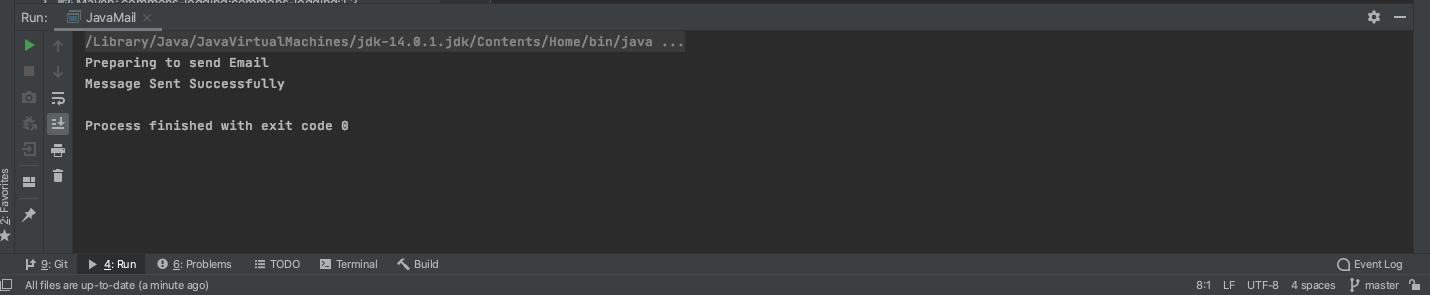 Run: JavaMail
/Library/Java/JavaVirtualMachines/jdk-14.0.1.jdk/Contents/Home/bin/java ...
Preparing to send Email
Message Sent Successfully
Process finished with exit code 0
2: Favorites
9: Git 4: Run 6: Problems TODO Terminal Build Event Log
All files are up-to-date (a minute ago) 8:1 LF UTF-8 4 spaces master